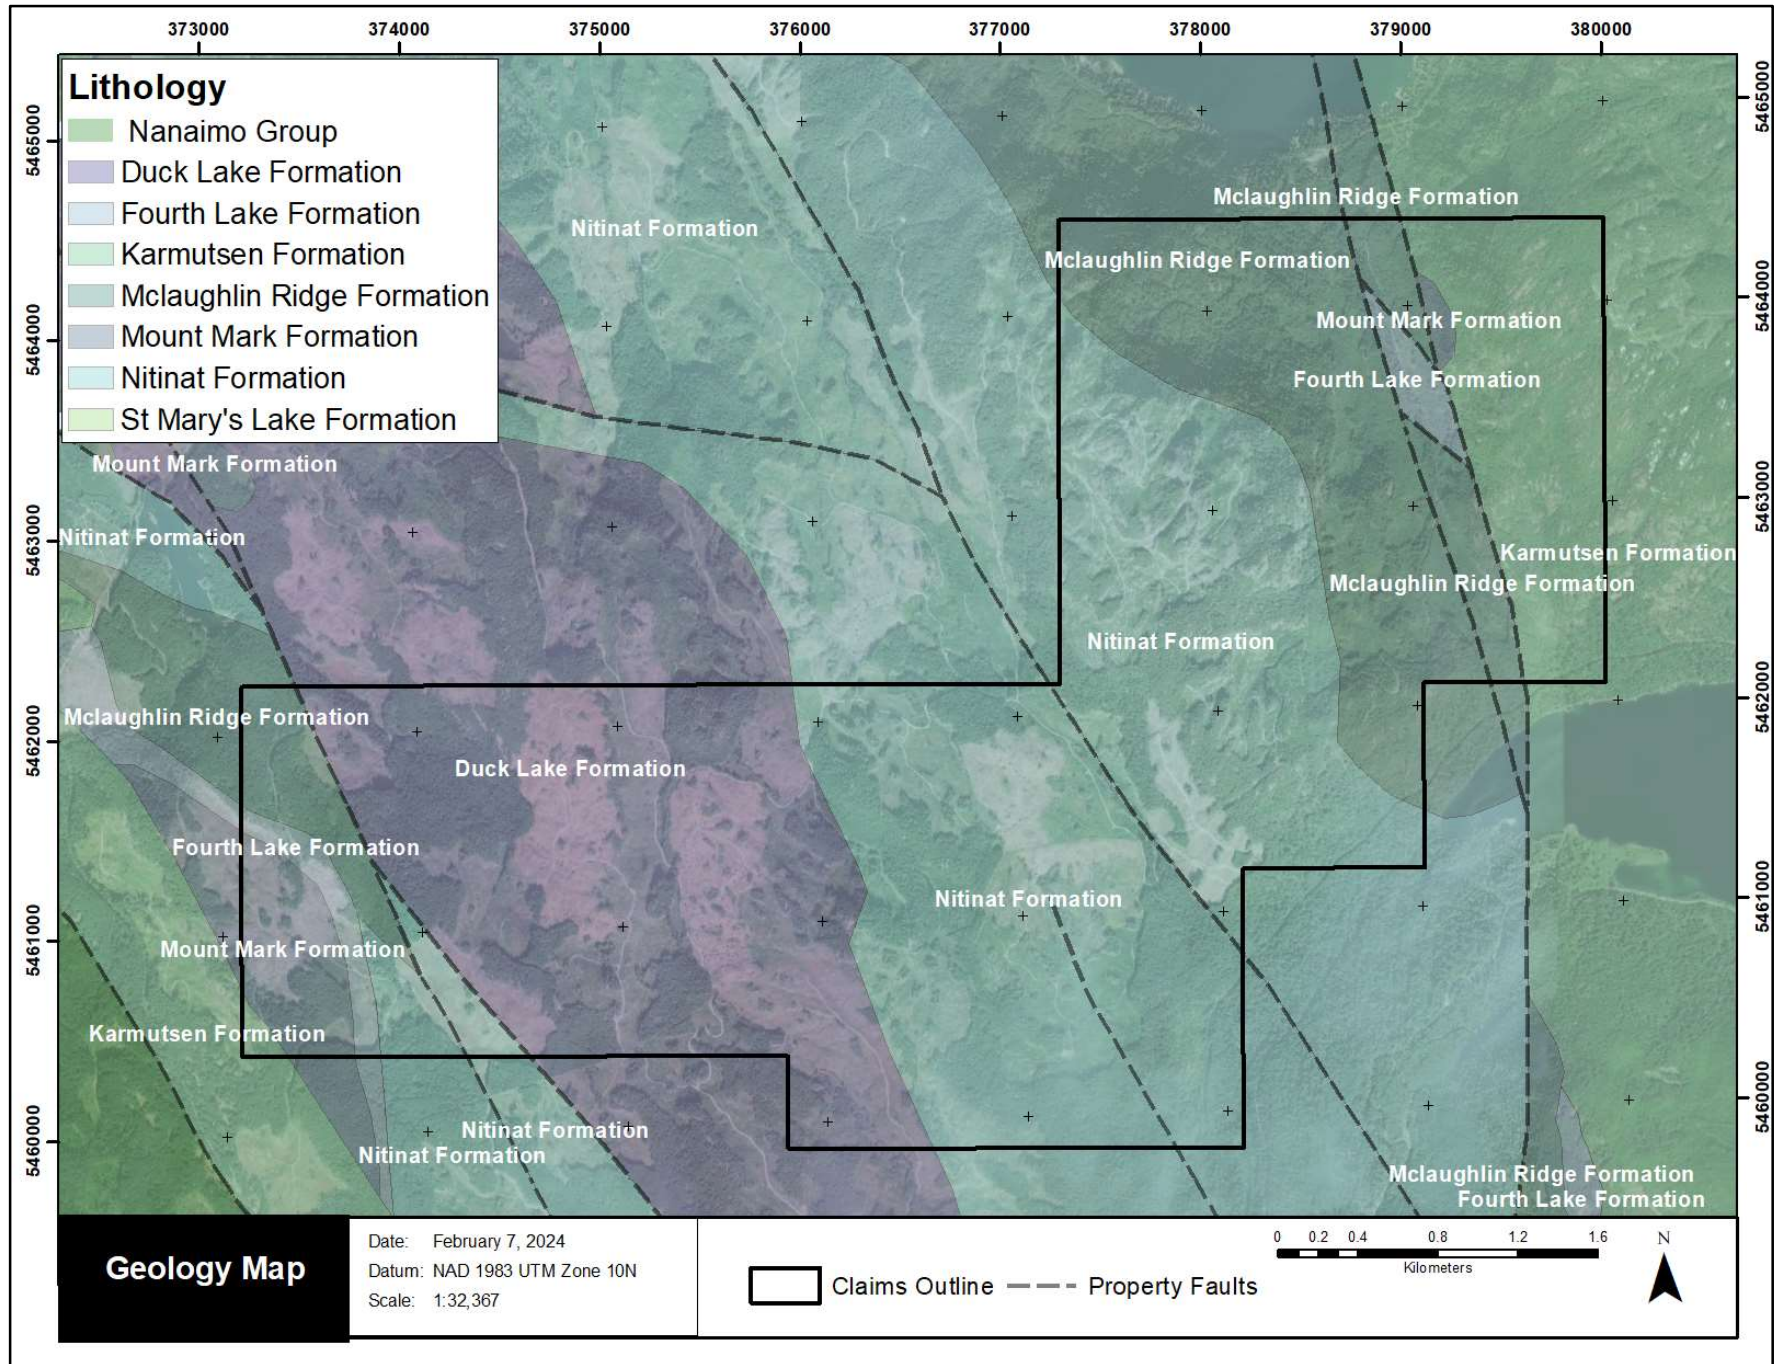 373000 374000 375000 376000 377000 378000 379000 380000
5465000
5464000
5463000
5462000
5461000
5460000
5465000
5464000
5463000
5462000
5461000
5460000
Lithology
Nanaimo Group
Duck Lake Formation
Fourth Lake Formation
Karmutsen Formation
Mclaughlin Ridge Formation
Mount Mark Formation
Nitinat Formation
St Mary's Lake Formation
Mclaughlin Ridge Formation
Nitinat Formation
Mclaughlin Ridge Formation
Mount Mark Formation
Fourth Lake Formation
Mount Mark Formation
Nitinat Formation
Karmutsen Formation
Mclaughlin Ridge Formation
Nitinat Formation
Mclaughlin Ridge Formation
Duck Lake Formation
Fourth Lake Formation
Nitinat Formation
Mount Mark Formation
Karmutsen Formation
Nitinat Formation
Nitinat Formation
Mclaughlin Ridge Formation
Fourth Lake Formation
Geology Map
Date: February 7, 2024
Datum: NAD 1983 UTM Zone 10N
Scale: 1:32,367
Claims Outline
Property Faults
0 0.2 0.4 0.8 1.2 1.6
Kilometers
N